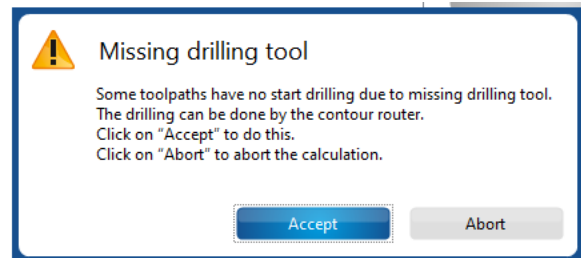 Missing drilling tool
Some toolpaths have no start drilling due to missing drilling tool.
The drilling can be done by the contour router.
Click on "Accept" to do this.
Click on "Abort" to abort the calculation.
Accept
Abort